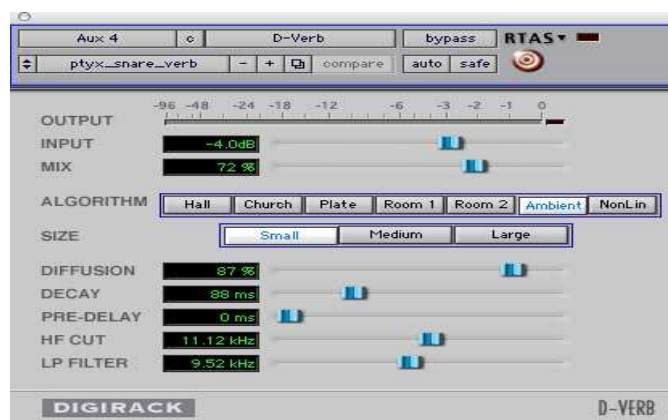 Aux 4 c D-Verb bypass RTAS
ptyx_snare_verb - + compare auto safe
-96 -48 -24 -18 -12 -6 -3 -2 -1 0
OUTPUT
INPUT -4.0dB
MIX 72 %
ALGORITHM Hall Church Plate Room 1 Room 2 Ambient NonLin
SIZE Small Medium Large
DIFFUSION 87 %
DECAY 88 ms
PRE-DELAY 0 ms
HF CUT 11.12 kHz
LP FILTER 9.52 kHz
DIGIRACK D-VERB